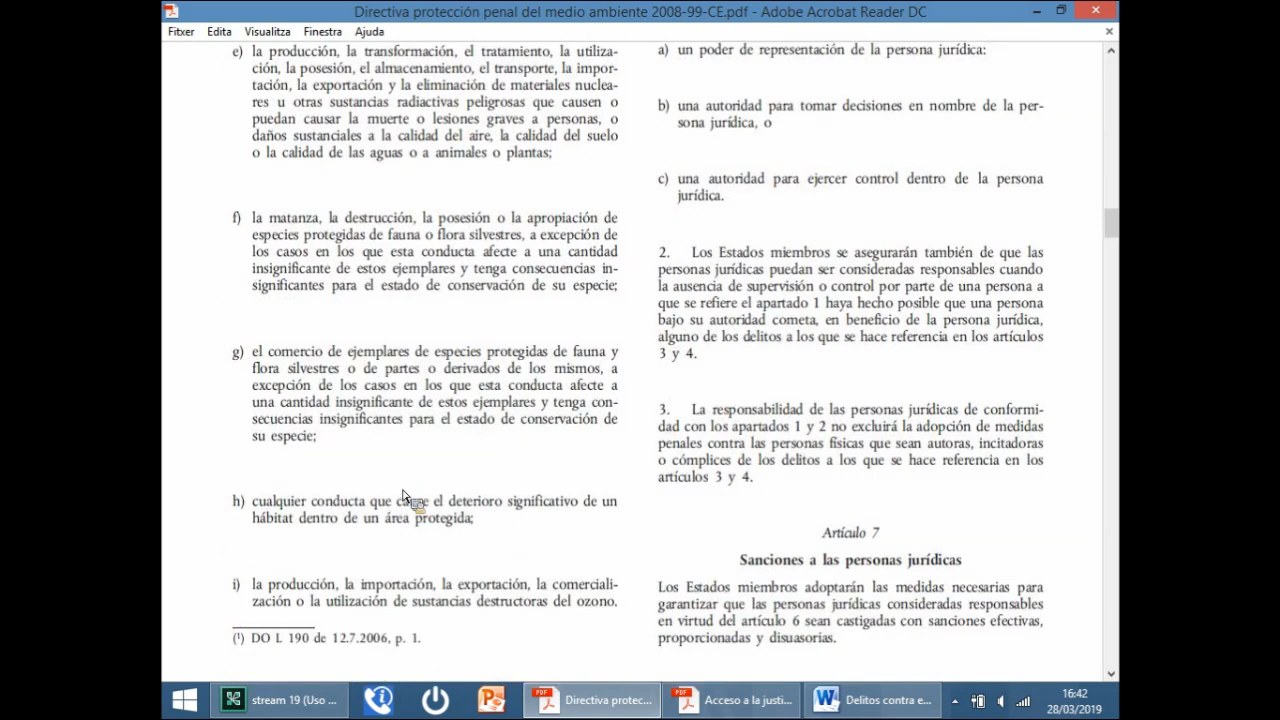 Directiva protección penal del medio ambiente 2008-99-CE.pdf - Adobe Acrobat Reader DC
Fitxer Edita Visualitza Finestra Ajuda
e) la producción, la transformación, el tratamiento, la utiliza-
ción, la posesión, el almacenamiento, el transporte, la impor-
tación, la exportación y la eliminación de materiales nuclea-
res u otras sustancias radiactivas peligrosas que causen o
puedan causar la muerte o lesiones graves a personas, o
daños sustanciales a la calidad del aire, la calidad del suelo
o la calidad de las aguas o a animales o plantas;
f) la matanza, la destrucción, la posesión o la apropiación de
especies protegidas de fauna o flora silvestres, a excepción de
los casos en los que esta conducta afecte a una cantidad
insignificante de estos ejemplares y tenga consecuencias in-
significantes para el estado de conservación de su especie;
g) el comercio de ejemplares de especies protegidas de fauna y
flora silvestres o de partes o derivados de los mismos, a
excepción de los casos en los que esta conducta afecte a
una cantidad insignificante de estos ejemplares y tenga con-
secuencias insignificantes para el estado de conservación de
su especie;
h) cualquier conducta que cause el deterioro significativo de un
hábitat dentro de un área protegida;
i) la producción, la importación, la exportación, la comerciali-
zación o la utilización de sustancias destructoras del ozono.
(¹) DO L 190 de 12.7.2006, p. 1.
a) un poder de representación de la persona jurídica:
b) una autoridad para tomar decisiones en nombre de la per-
sona jurídica, o
c) una autoridad para ejercer control dentro de la persona
jurídica.
2. Los Estados miembros se asegurarán también de que las
personas jurídicas puedan ser consideradas responsables cuando
la ausencia de supervisión o control por parte de una persona a
que se refiere el apartado 1 haya hecho posible que una persona
bajo su autoridad cometa, en beneficio de la persona jurídica,
alguno de los delitos a los que se hace referencia en los artículos
3 y 4.
3. La responsabilidad de las personas jurídicas de conformi-
dad con los apartados 1 y 2 no excluirá la adopción de medidas
penales contra las personas físicas que sean autoras, incitadoras
o cómplices de los delitos a los que se hace referencia en los
artículos 3 y 4.
Artículo 7
Sanciones a las personas jurídicas
Los Estados miembros adoptarán las medidas necesarias para
garantizar que las personas jurídicas consideradas responsables
en virtud del artículo 6 sean castigadas con sanciones efectivas,
proporcionadas y disuasorias.
stream 19 (Uso ... Directiva protec... Acceso a la justi... Delitos contra e... 16:42
28/03/2019